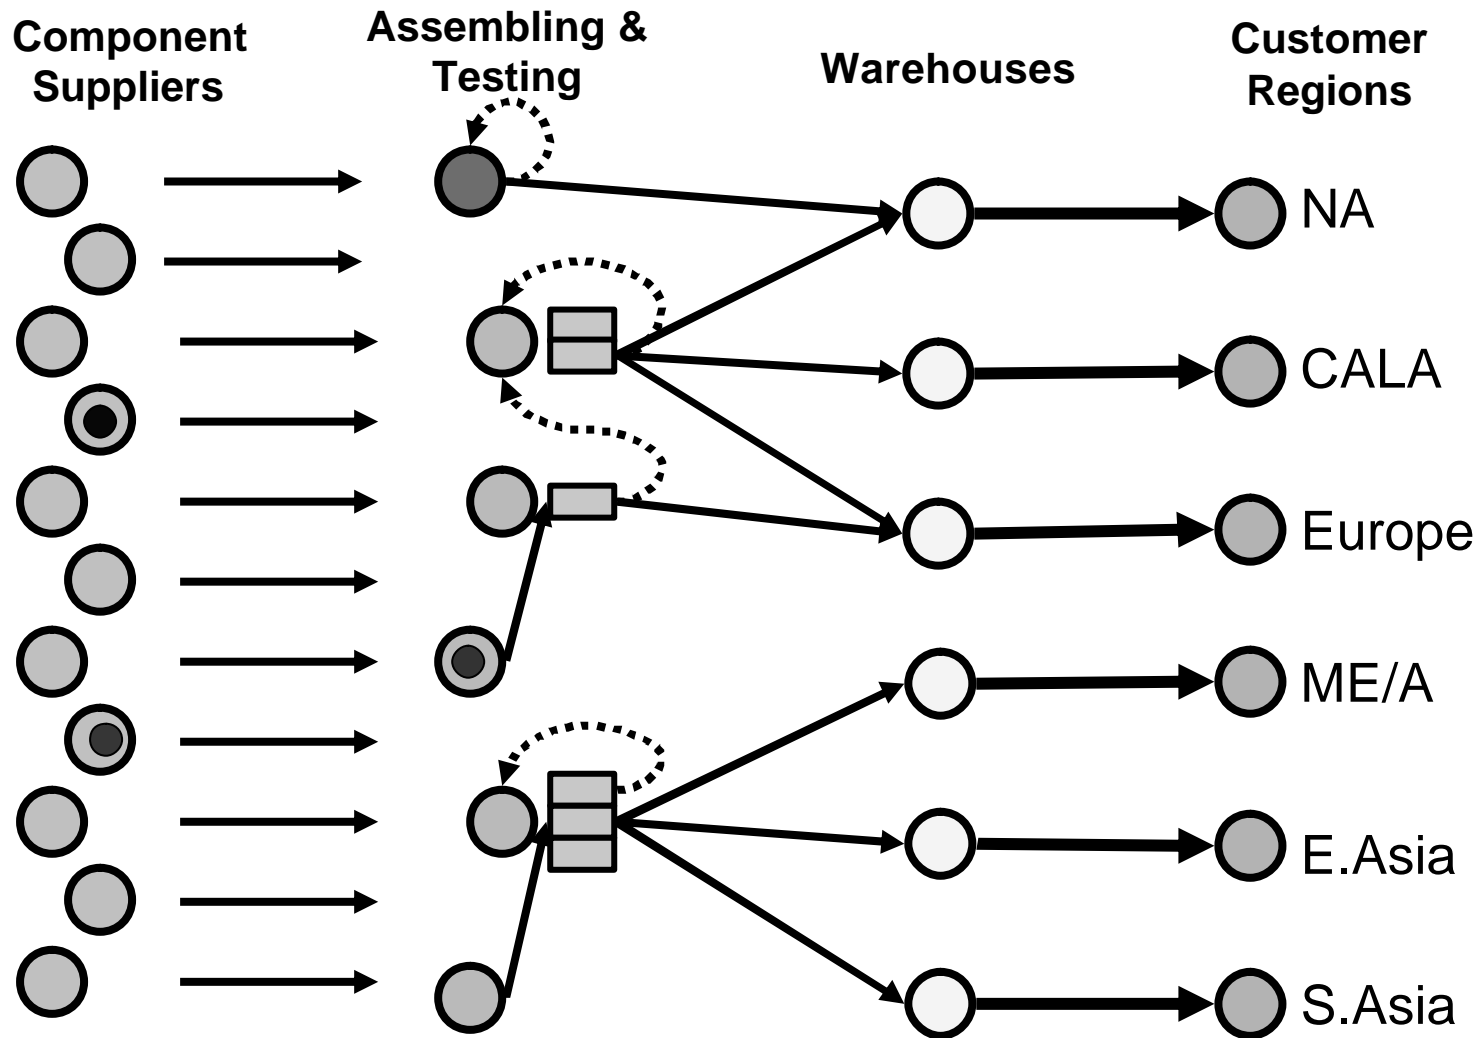 Component
Suppliers
Assembling &
Testing
Warehouses
Customer
Regions
NA
CALA
Europe
ME/A
E.Asia
S.Asia